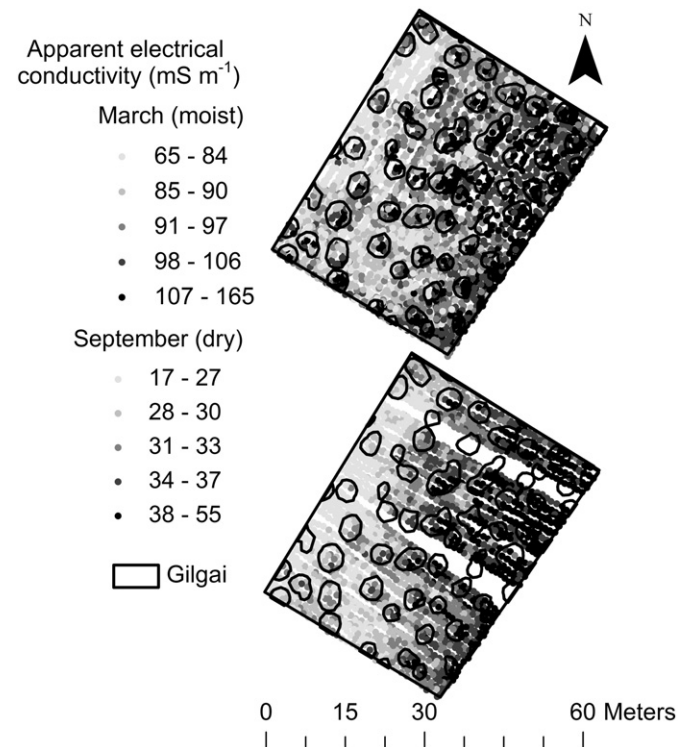 Apparent electrical
conductivity (mS m⁻¹)
March (moist)
65 - 84
85 - 90
91 - 97
98 - 106
107 - 165
September (dry)
17 - 27
28 - 30
31 - 33
34 - 37
38 - 55
Gilgai
N
0 15 30 60 Meters